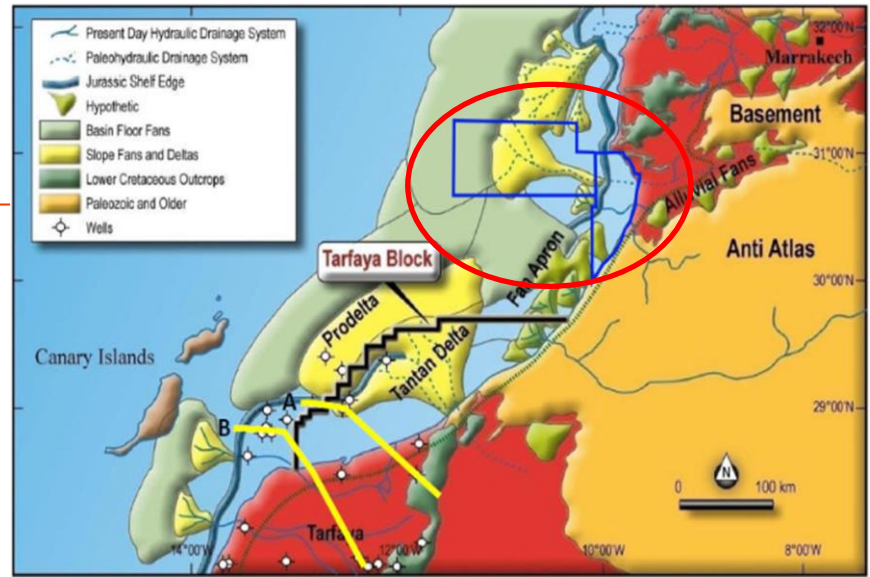 Present Day Hydraulic Drainage System
Paleohydraulic Drainage System
Jurassic Shelf Edge
Hypothetic
Basin Floor Fans
Slope Fans and Deltas
Lower Cretaceous Outcrops
Paleozoic and Older
Wells
32°00'N
Marrakech
Basement
31°00'N
Alluvial Fans
Anti Atlas
Tarfaya Block
Fan Apron
30°00'N
Prodelta
Canary Islands
Tantan Delta
A
B
29°00'N
N
0 100 km
Tarfaya
14°00'W
12°00'W
10°00'W
8°00'W